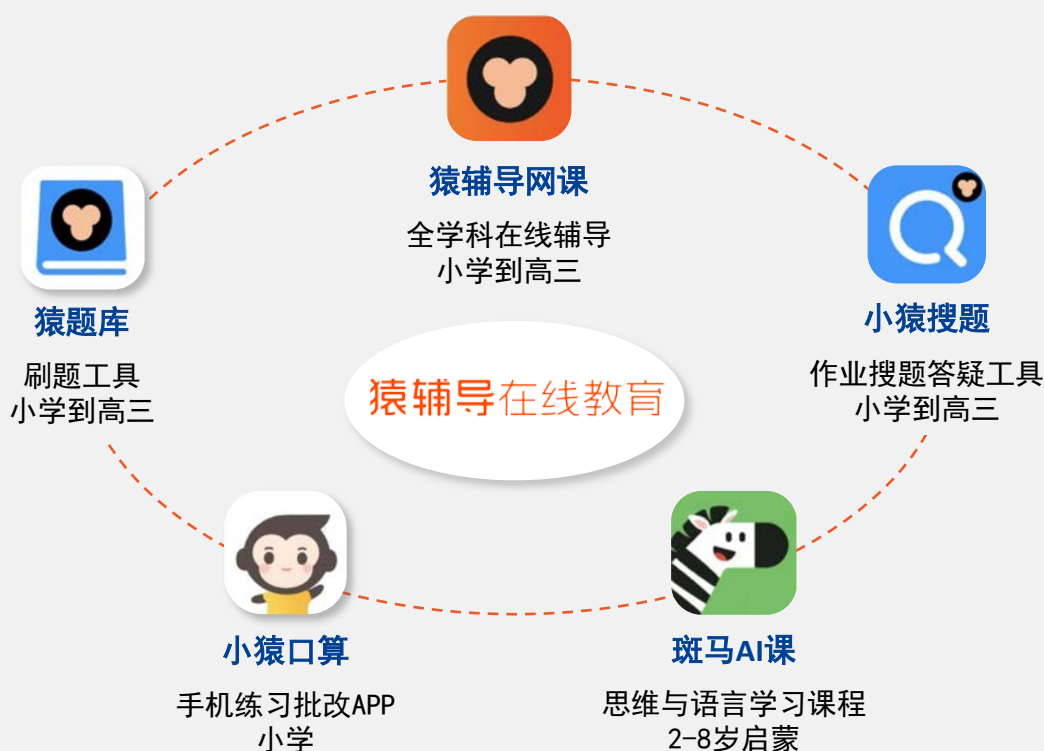 猿辅导网课
全学科在线辅导
小学到高三
猿题库
刷题工具
小学到高三
小猿搜题
作业搜题答疑工具
小学到高三
猿辅导在线教育
小猿口算
手机练习批改APP
小学
斑马AI课
思维与语言学习课程
2-8岁启蒙